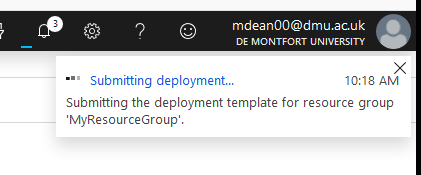 3
mdean00@dmu.ac.uk
DE MONTFORT UNIVERSITY
Submitting deployment...
10:18 AM
Submitting the deployment template for resource group
'MyResourceGroup'.